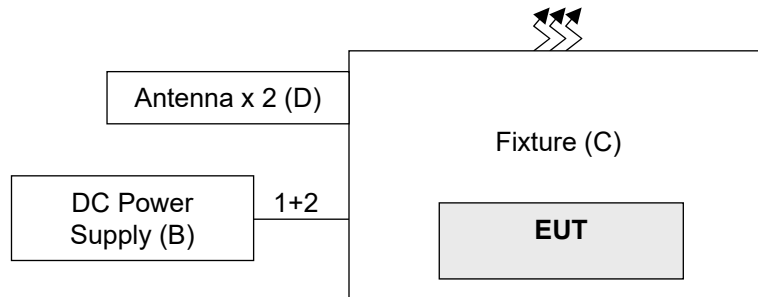 Antenna x 2 (D)
Fixture (C)
DC Power
Supply (B)
1+2
EUT